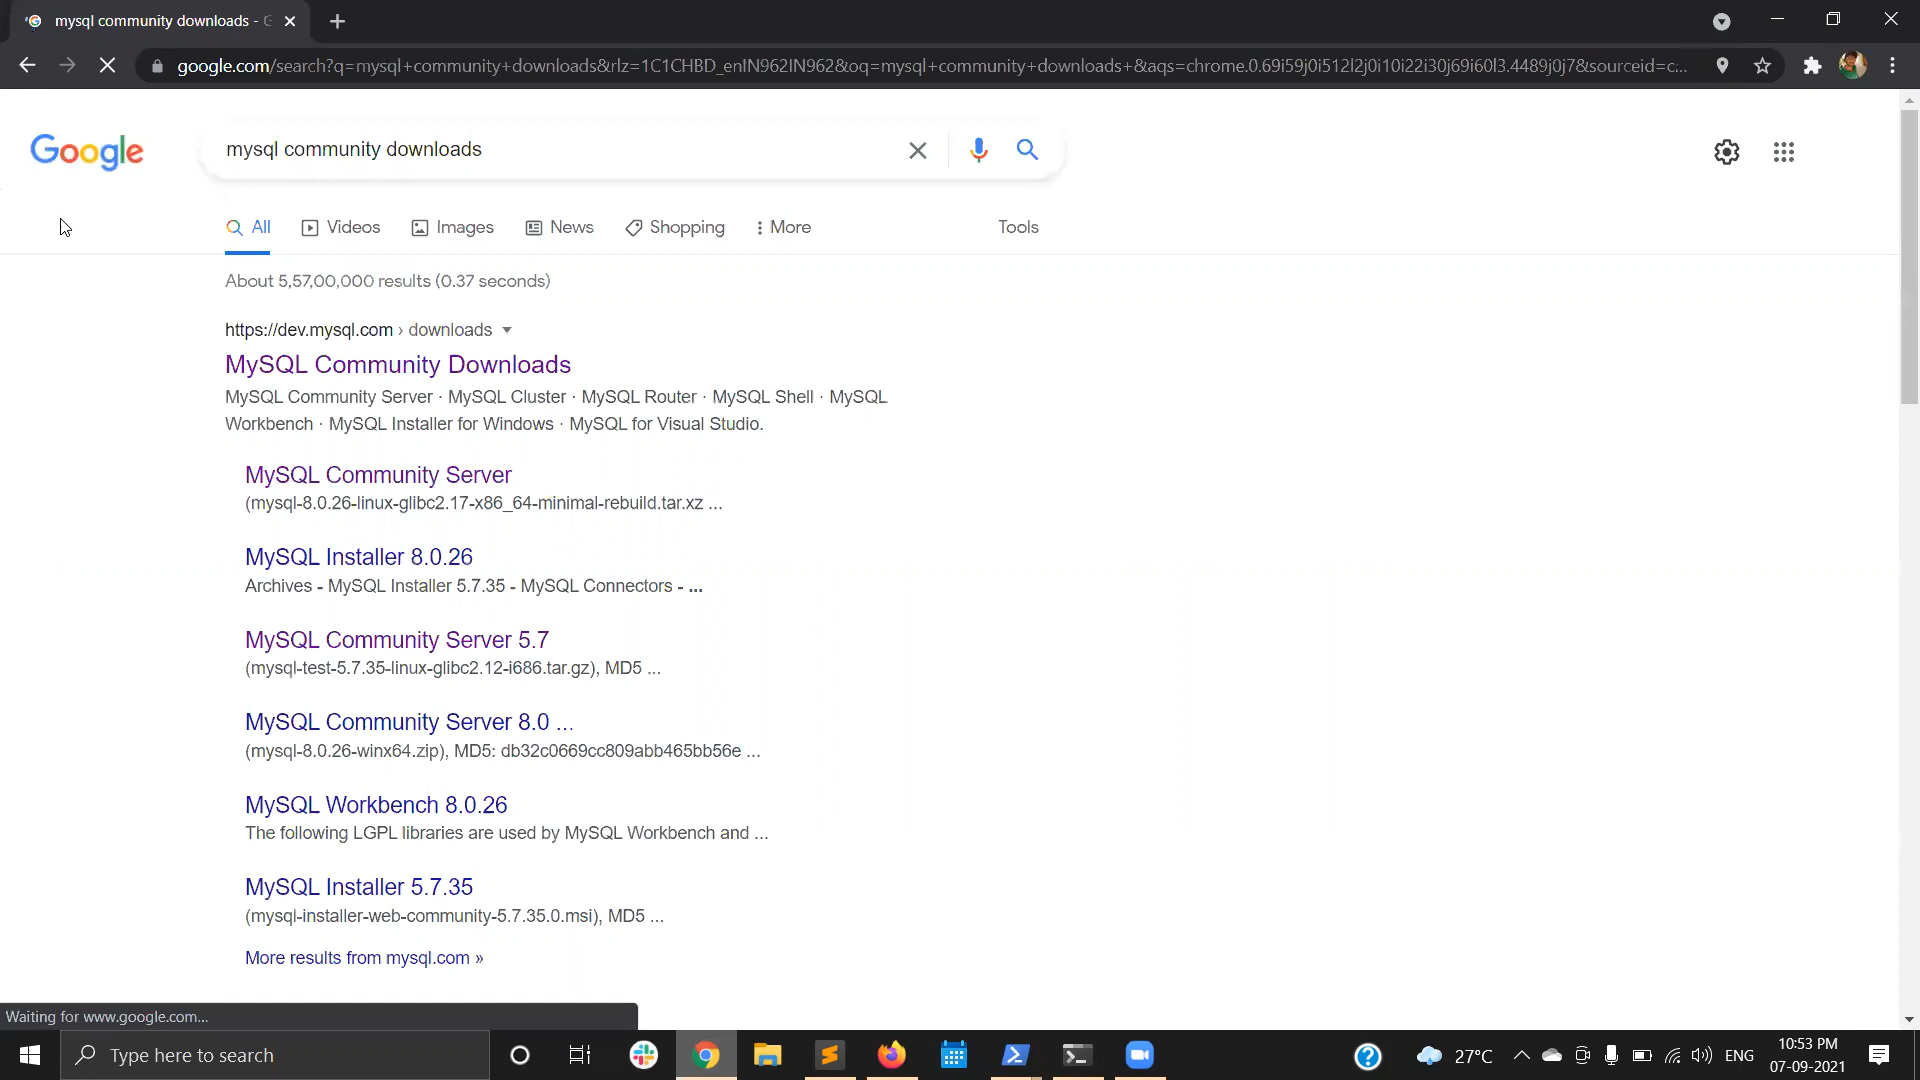 mysql community downloads - G
google.com/search?q=mysql+community+downloads&rlz=1C1CHBD_enIN962IN962&oq=mysql+community+downloads+&aqs=chrome.0.69i59j0i512l2j0i10i22i30j69i60l3.4489j0j7&sourceid=c...
Google
mysql community downloads
All
Videos
Images
News
Shopping
More
Tools
About 5,57,00,000 results (0.37 seconds)
https://dev.mysql.com › downloads
MySQL Community Downloads
MySQL Community Server · MySQL Cluster · MySQL Router · MySQL Shell · MySQL
Workbench · MySQL Installer for Windows · MySQL for Visual Studio.
MySQL Community Server
(mysql-8.0.26-linux-glibc2.17-x86_64-minimal-rebuild.tar.xz ...
MySQL Installer 8.0.26
Archives - MySQL Installer 5.7.35 - MySQL Connectors - ...
MySQL Community Server 5.7
(mysql-test-5.7.35-linux-glibc2.12-i686.tar.gz), MD5 ...
MySQL Community Server 8.0 ...
(mysql-8.0.26-winx64.zip), MD5: db32c0669cc809abb465bb56e ...
MySQL Workbench 8.0.26
The following LGPL libraries are used by MySQL Workbench and ...
MySQL Installer 5.7.35
(mysql-installer-web-community-5.7.35.0.msi), MD5 ...
More results from mysql.com »
Waiting for www.google.com...
Type here to search
27°C
ENG
10:53 PM
07-09-2021